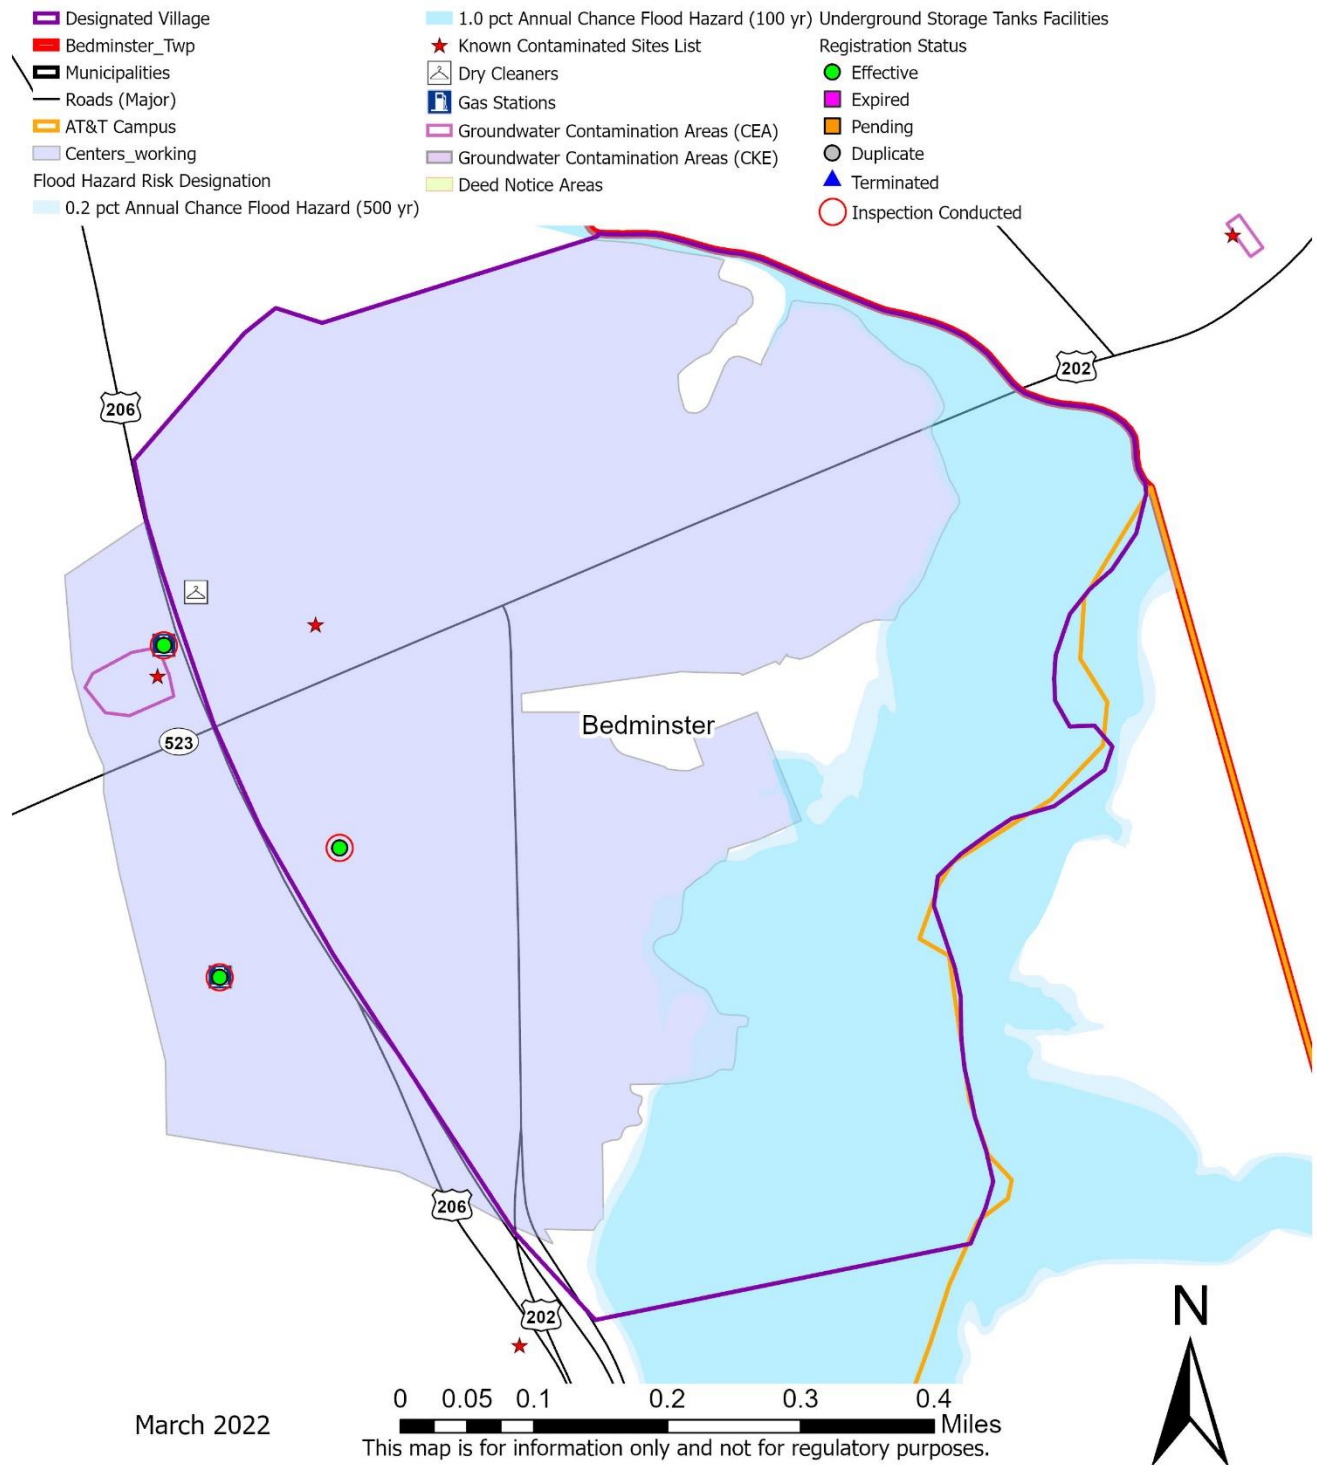 Designated Village
Bedminster_Twp
Municipalities
Roads (Major)
AT&T Campus
Centers_working
Flood Hazard Risk Designation
0.2 pct Annual Chance Flood Hazard (500 yr)
1.0 pct Annual Chance Flood Hazard (100 yr)
Known Contaminated Sites List
Dry Cleaners
Gas Stations
Groundwater Contamination Areas (CEA)
Groundwater Contamination Areas (CKE)
Deed Notice Areas
Underground Storage Tanks Facilities
Registration Status
Effective
Expired
Pending
Duplicate
Terminated
Inspection Conducted
202
206
Bedminster
523
206
202
N
0 0.05 0.1 0.2 0.3 0.4
Miles
March 2022
This map is for information only and not for regulatory purposes.